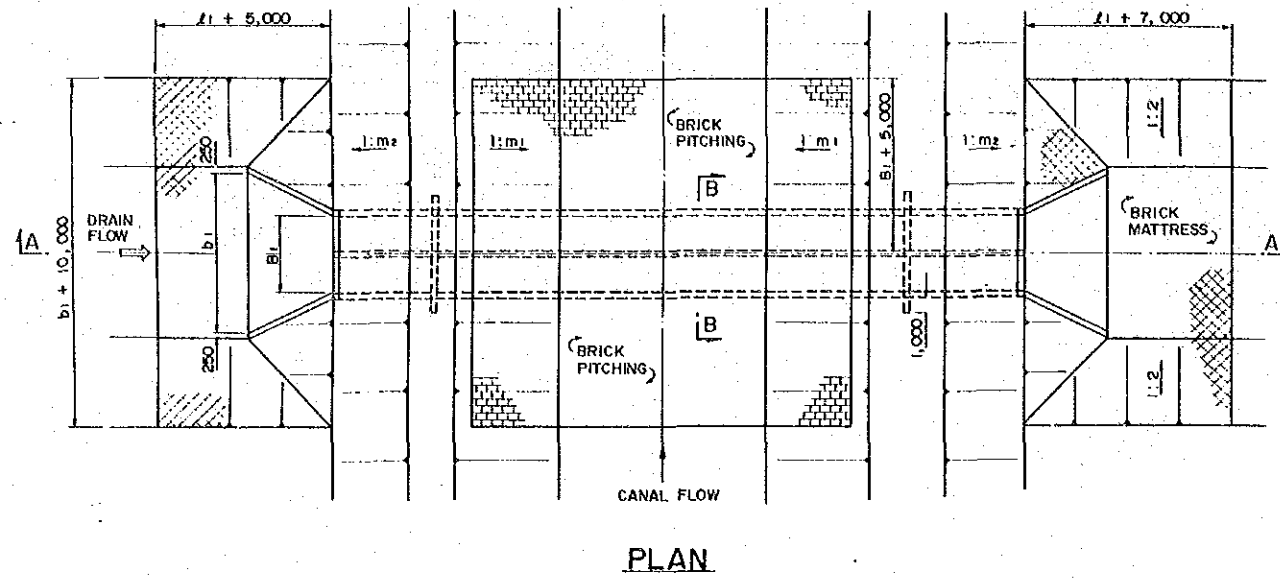 l1 + 5,000
l1 + 7,000
250
1:m2
1:m1
BRICK
PITCHING
1:m1
B1 + 5,000
1:m2
1:2
B
DRAIN
FLOW
A
b1 + 10,000
b1
B1
BRICK
MATTRESS
A
250
BRICK
PITCHING
B
1,000
1:2
CANAL FLOW
PLAN